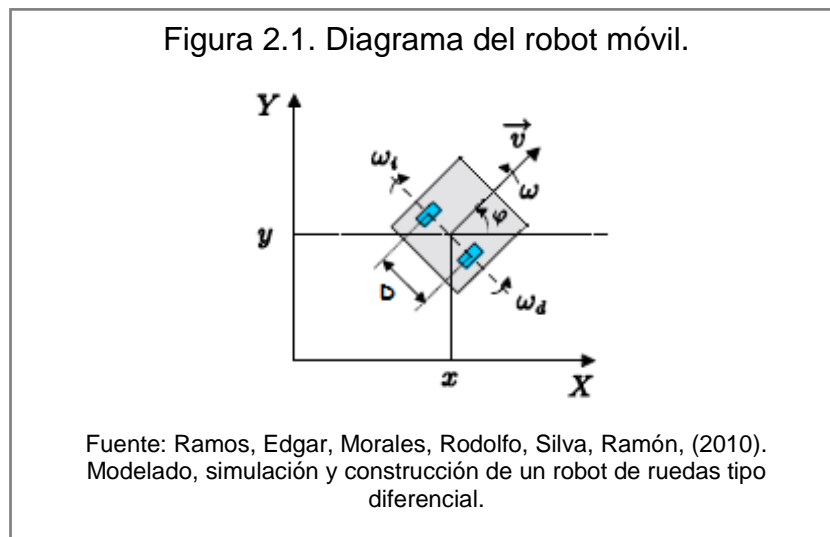 Figura 2.1. Diagrama del robot móvil.
Y
v
ω_i
ω
φ
y
D
ω_d
x
X
Fuente: Ramos, Edgar, Morales, Rodolfo, Silva, Ramón, (2010).
Modelado, simulación y construcción de un robot de ruedas tipo
diferencial.